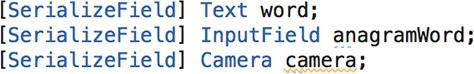 [SerializeField] Text word;
[SerializeField] InputField anagramWord;
[SerializeField] Camera camera;